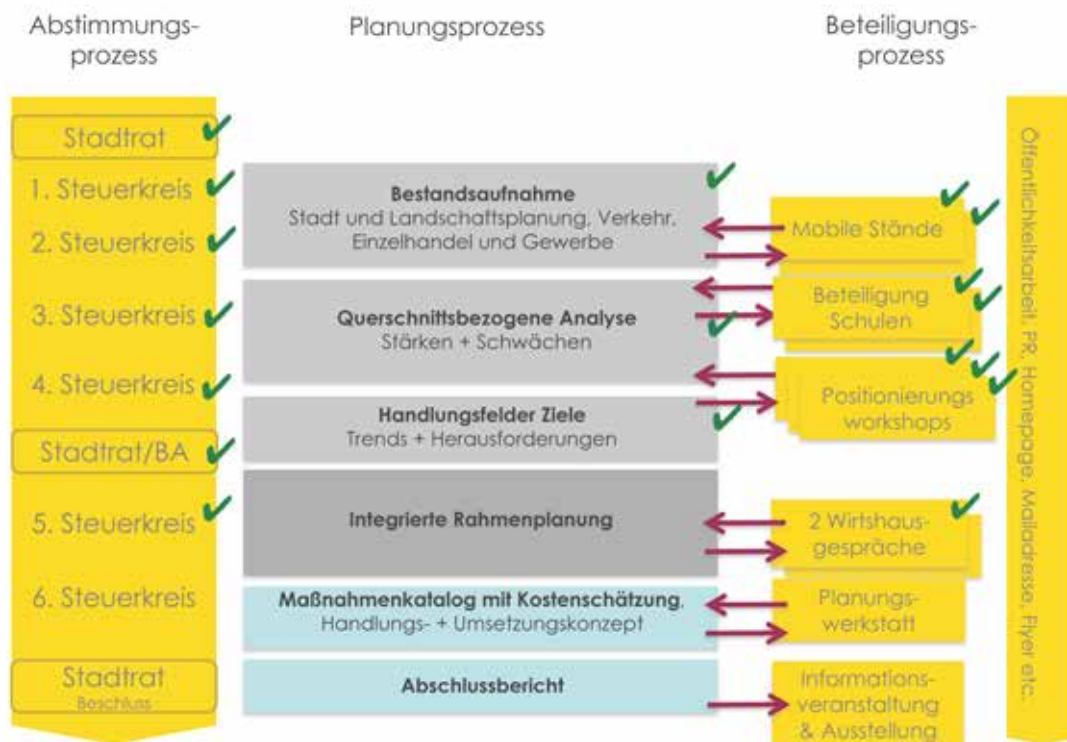 Abstimmungs-
prozess
Planungsprozess
Beteiligungs-
prozess
Stadtrat
1. Steuerkreis
2. Steuerkreis
3. Steuerkreis
4. Steuerkreis
Stadtrat/BA
5. Steuerkreis
6. Steuerkreis
Stadtrat
Beschluss
Bestandsaufnahme
Stadt und Landschaftsplanung, Verkehr,
Einzelhandel und Gewerbe
Querschnittsbezogene Analyse
Stärken + Schwächen
Handlungsfelder Ziele
Trends + Herausforderungen
Integrierte Rahmenplanung
Maßnahmenkatalog mit Kostenschätzung,
Handlungs- + Umsetzungskonzept
Abschlussbericht
Mobile Stände
Beteiligung
Schulen
Positionierungs
workshops
2 Wirtshaus-
gespräche
Planungs-
werkstatt
Informations-
veranstaltung
& Ausstellung
Öffentlichkeitsarbeit, PR, Homepage, Mailadresse, Flyer etc.